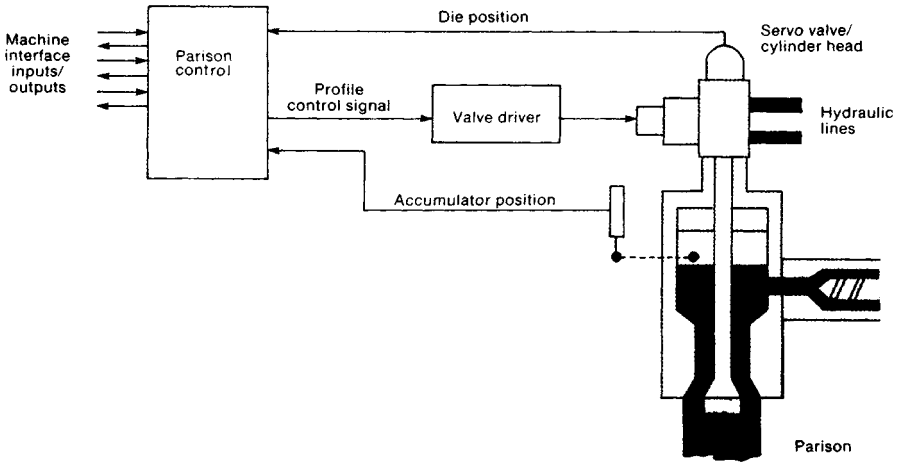 Die position
Servo valve/
cylinder head
Machine
interface
inputs/
outputs
Parison
control
Profile
control signal
Valve driver
Hydraulic
lines
Accumulator position
Parison